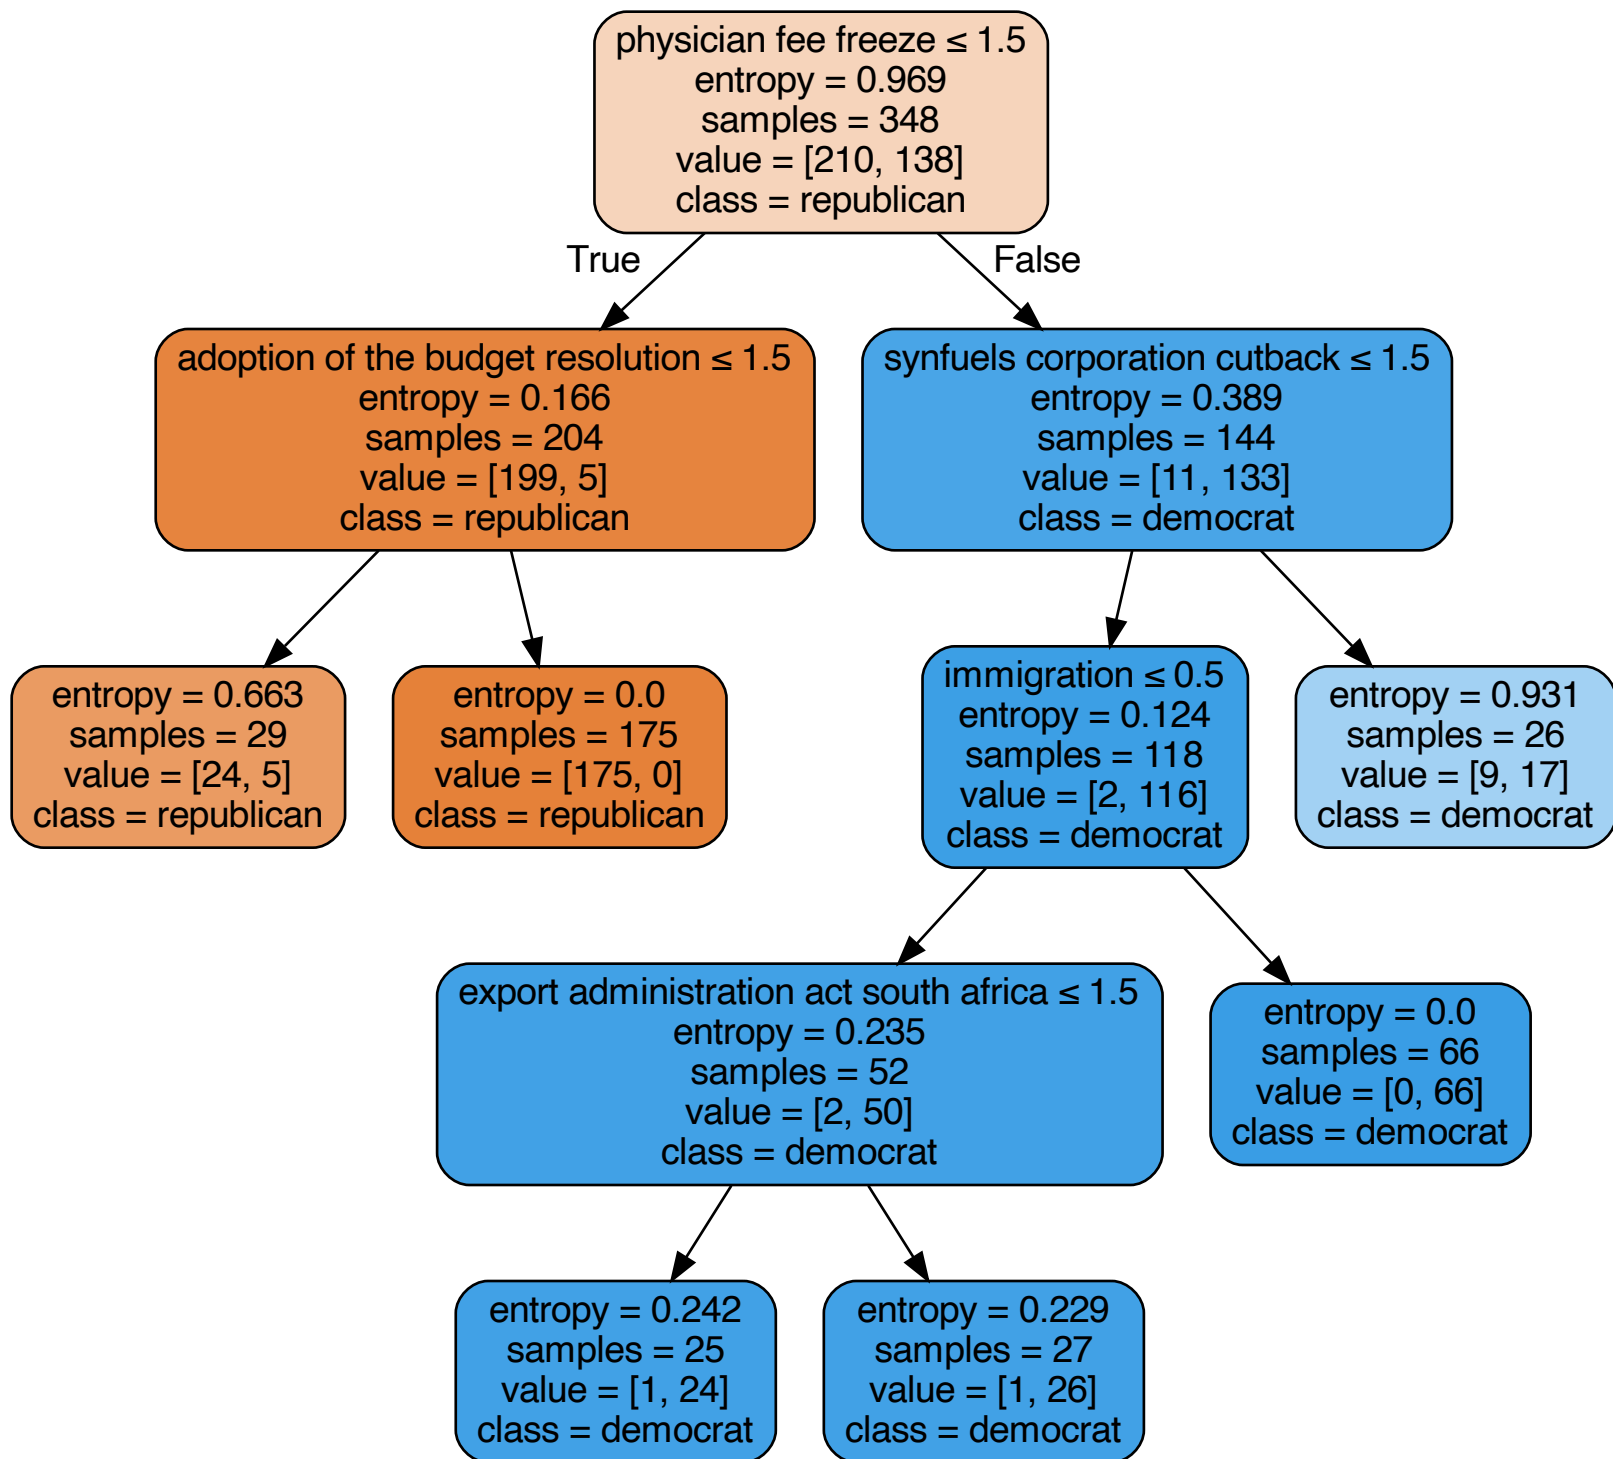 physician fee freeze ≤ 1.5
entropy = 0.969
samples = 348
value = [210, 138]
class = republican
True
False
adoption of the budget resolution ≤ 1.5
entropy = 0.166
samples = 204
value = [199, 5]
class = republican
synfuels corporation cutback ≤ 1.5
entropy = 0.389
samples = 144
value = [11, 133]
class = democrat
entropy = 0.663
samples = 29
value = [24, 5]
class = republican
entropy = 0.0
samples = 175
value = [175, 0]
class = republican
immigration ≤ 0.5
entropy = 0.124
samples = 118
value = [2, 116]
class = democrat
entropy = 0.931
samples = 26
value = [9, 17]
class = democrat
export administration act south africa ≤ 1.5
entropy = 0.235
samples = 52
value = [2, 50]
class = democrat
entropy = 0.0
samples = 66
value = [0, 66]
class = democrat
entropy = 0.242
samples = 25
value = [1, 24]
class = democrat
entropy = 0.229
samples = 27
value = [1, 26]
class = democrat